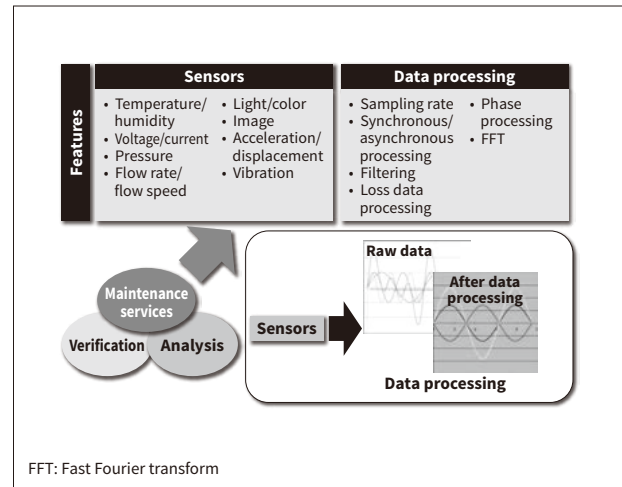 Features
Sensors
• Temperature/
humidity
• Voltage/current
• Pressure
• Flow rate/
flow speed
• Light/color
• Image
• Acceleration/
displacement
• Vibration
Data processing
• Sampling rate
• Synchronous/
asynchronous
processing
• Filtering
• Loss data
processing
• Phase
processing
• FFT
Maintenance
services
Verification
Analysis
Sensors
Raw data
After data
processing
Data processing
FFT: Fast Fourier transform